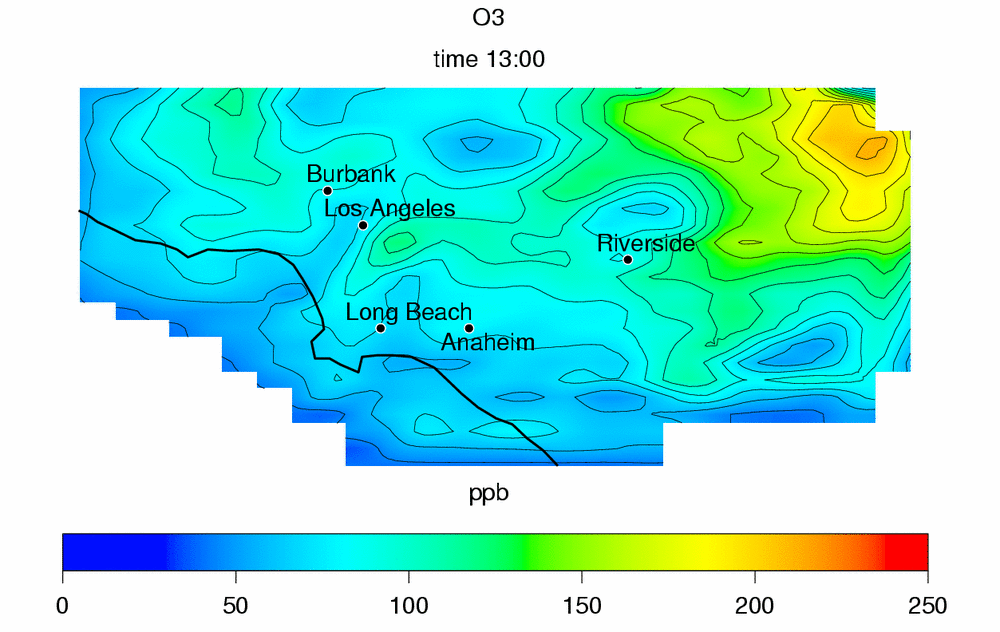 O3
time 13:00
Burbank
Los Angeles
Riverside
Long Beach
Anaheim
ppb
0 50 100 150 200 250